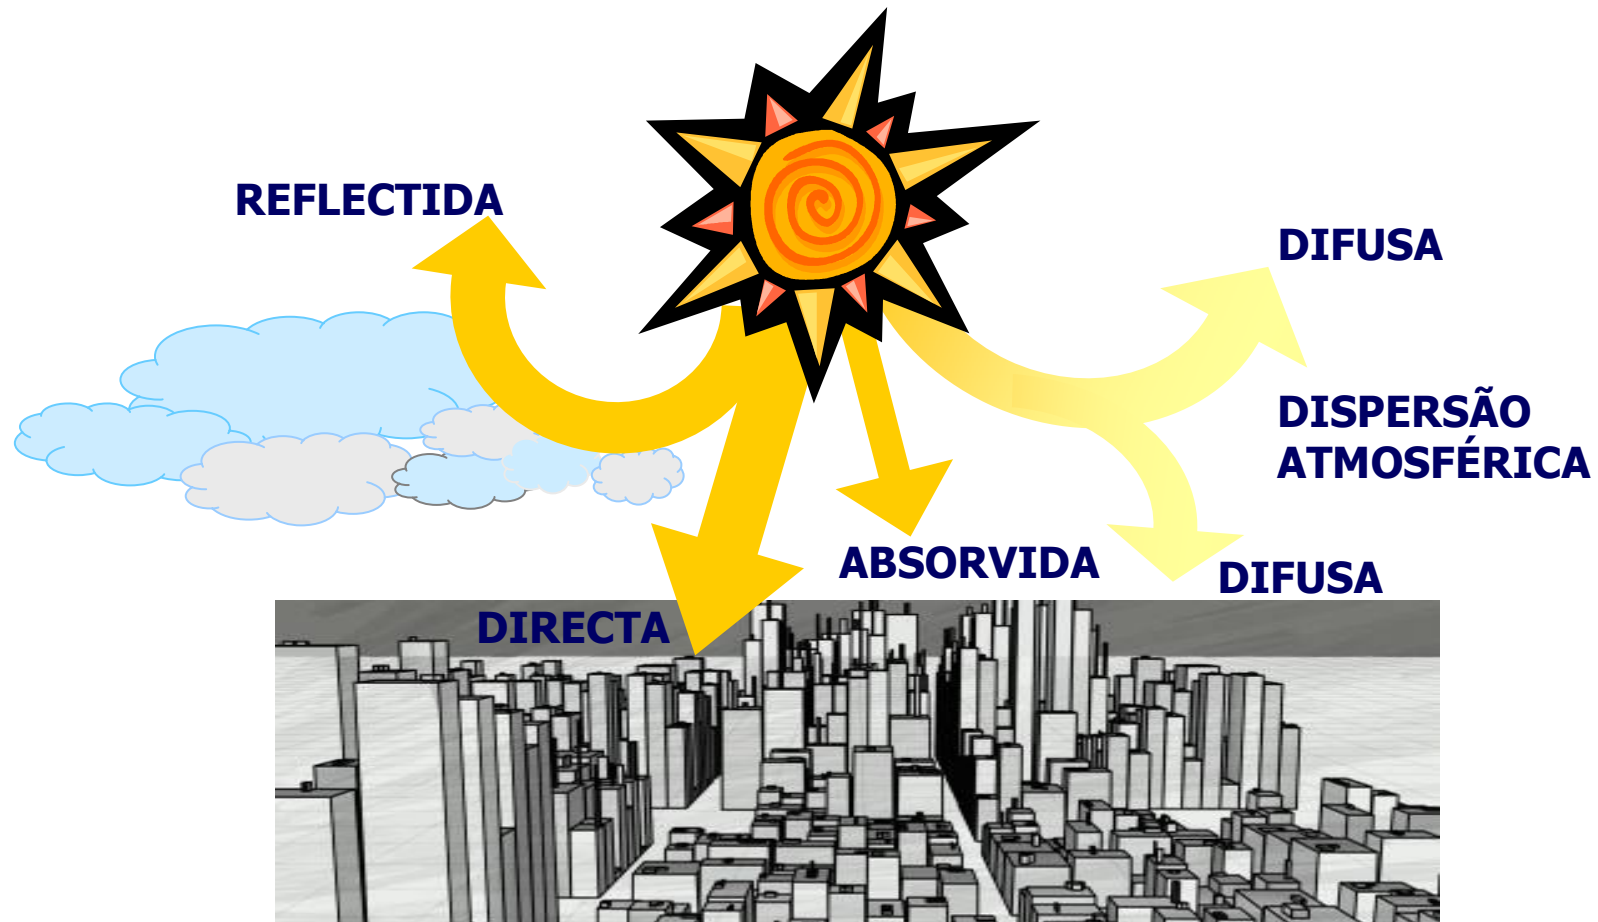 REFLECTIDA
DIFUSA
DISPERSÃO
ATMOSFÉRICA
ABSORVIDA
DIFUSA
DIRECTA